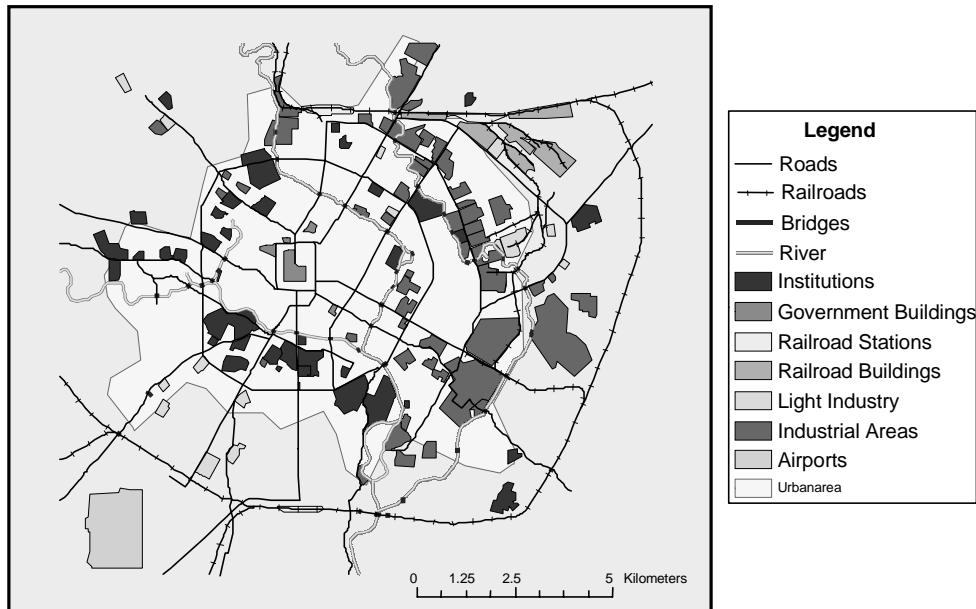 Legend
Roads
Railroads
Bridges
River
Institutions
Government Buildings
Railroad Stations
Railroad Buildings
Light Industry
Industrial Areas
Airports
Urbanarea
0 1.25 2.5 5 Kilometers